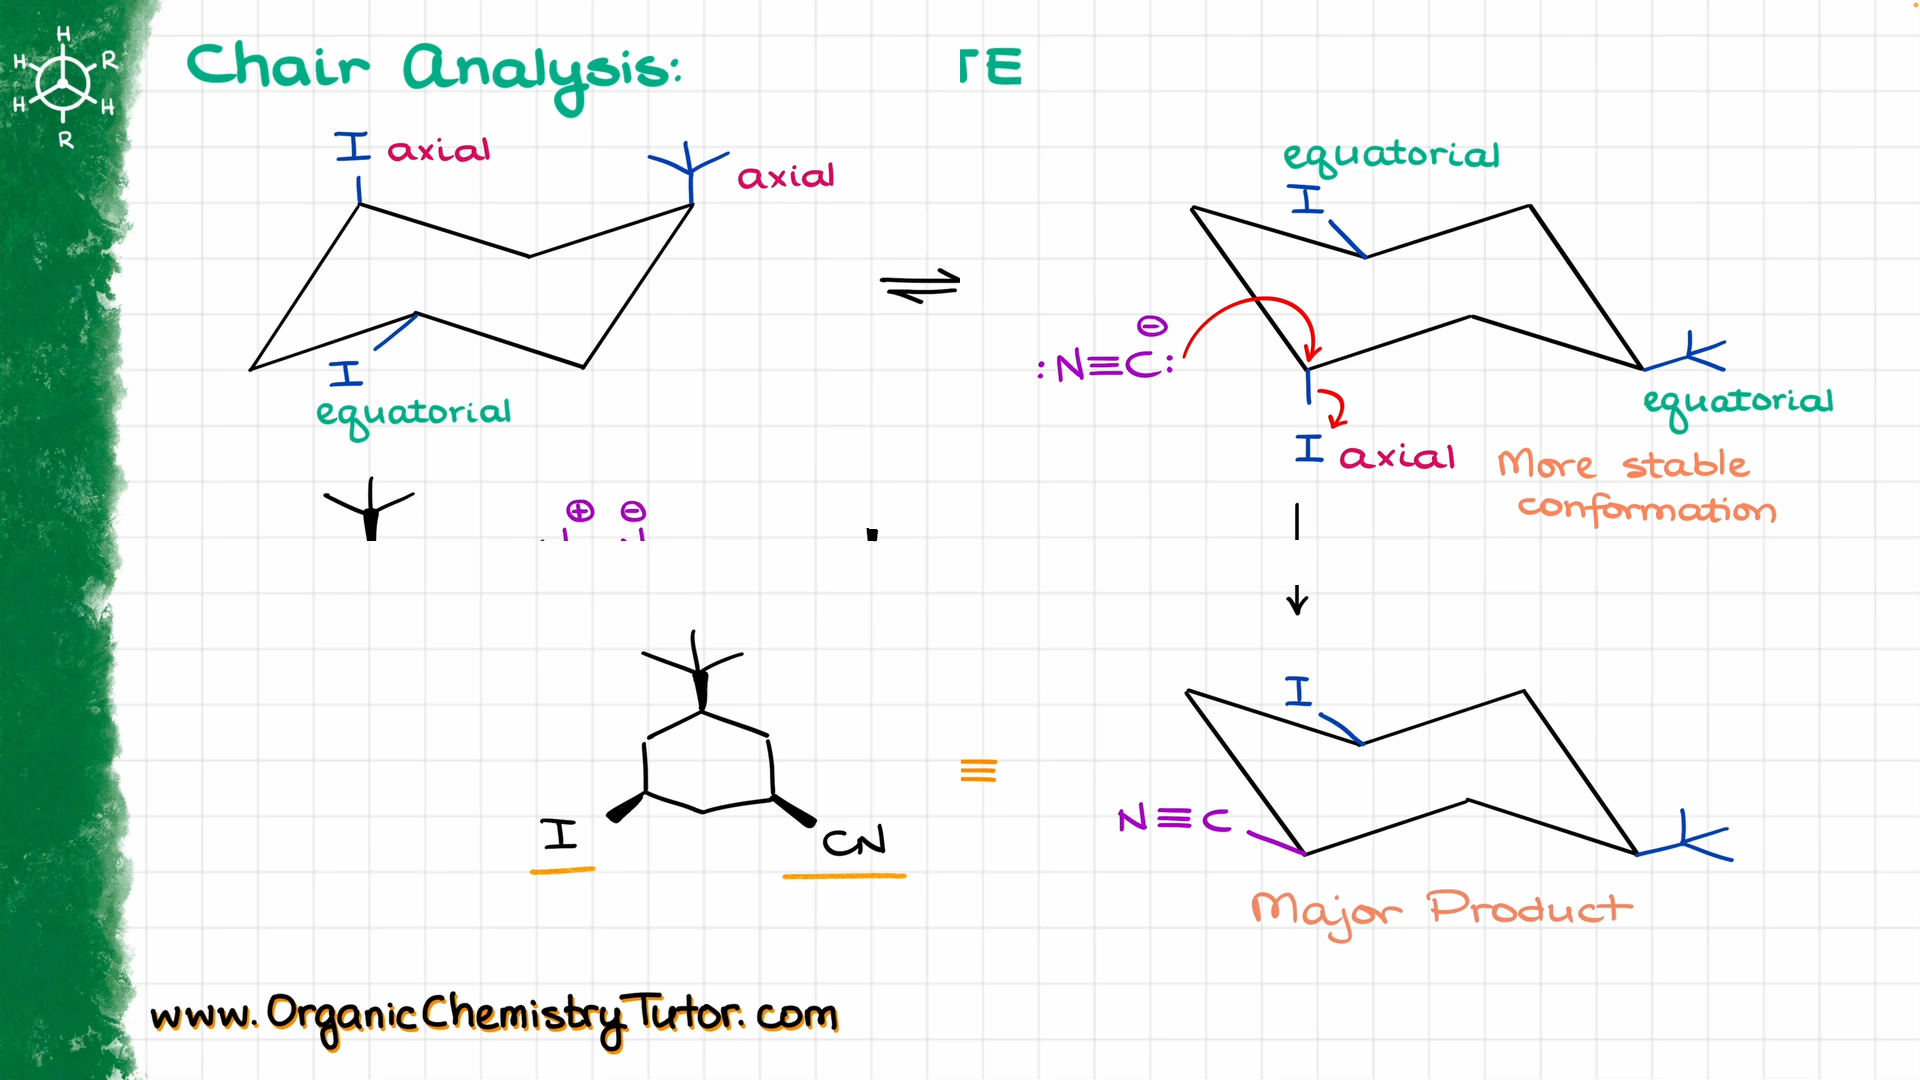 H
H R
H H
R
Chair Analysis:
I axial
axial
I
equatorial
equatorial
I
⊖
:N≡C:
equatorial
I axial
More stable
conformation
⊕ ⊖
I
CN
≡
I
N≡C
Major Product
www.OrganicChemistryTutor.com